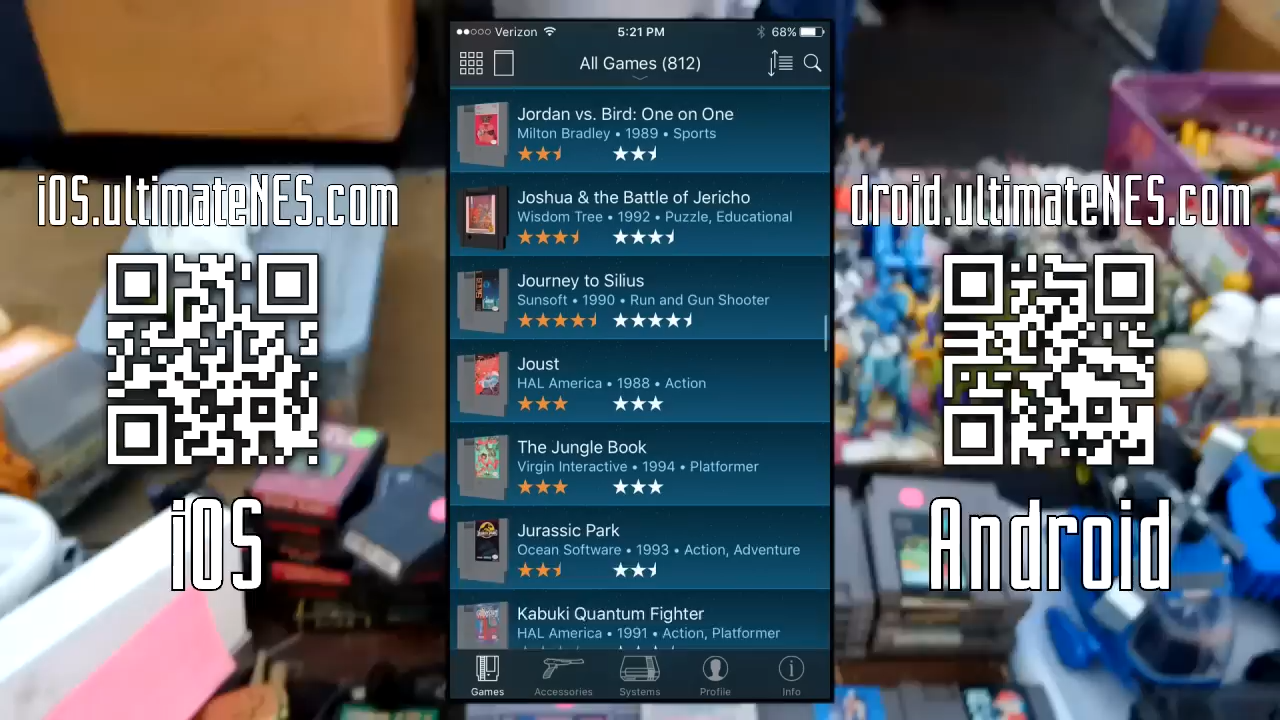 Verizon 5:21 PM 68%
All Games (812)
Jordan vs. Bird: One on One
Milton Bradley • 1989 • Sports
Joshua & the Battle of Jericho
Wisdom Tree • 1992 • Puzzle, Educational
Journey to Silius
Sunsoft • 1990 • Run and Gun Shooter
Joust
HAL America • 1988 • Action
The Jungle Book
Virgin Interactive • 1994 • Platformer
Jurassic Park
Ocean Software • 1993 • Action, Adventure
Kabuki Quantum Fighter
HAL America • 1991 • Action, Platformer
Games Accessories Systems Profile Info
iOS.ultimateNES.com
iOS
droid.ultimateNES.com
Android